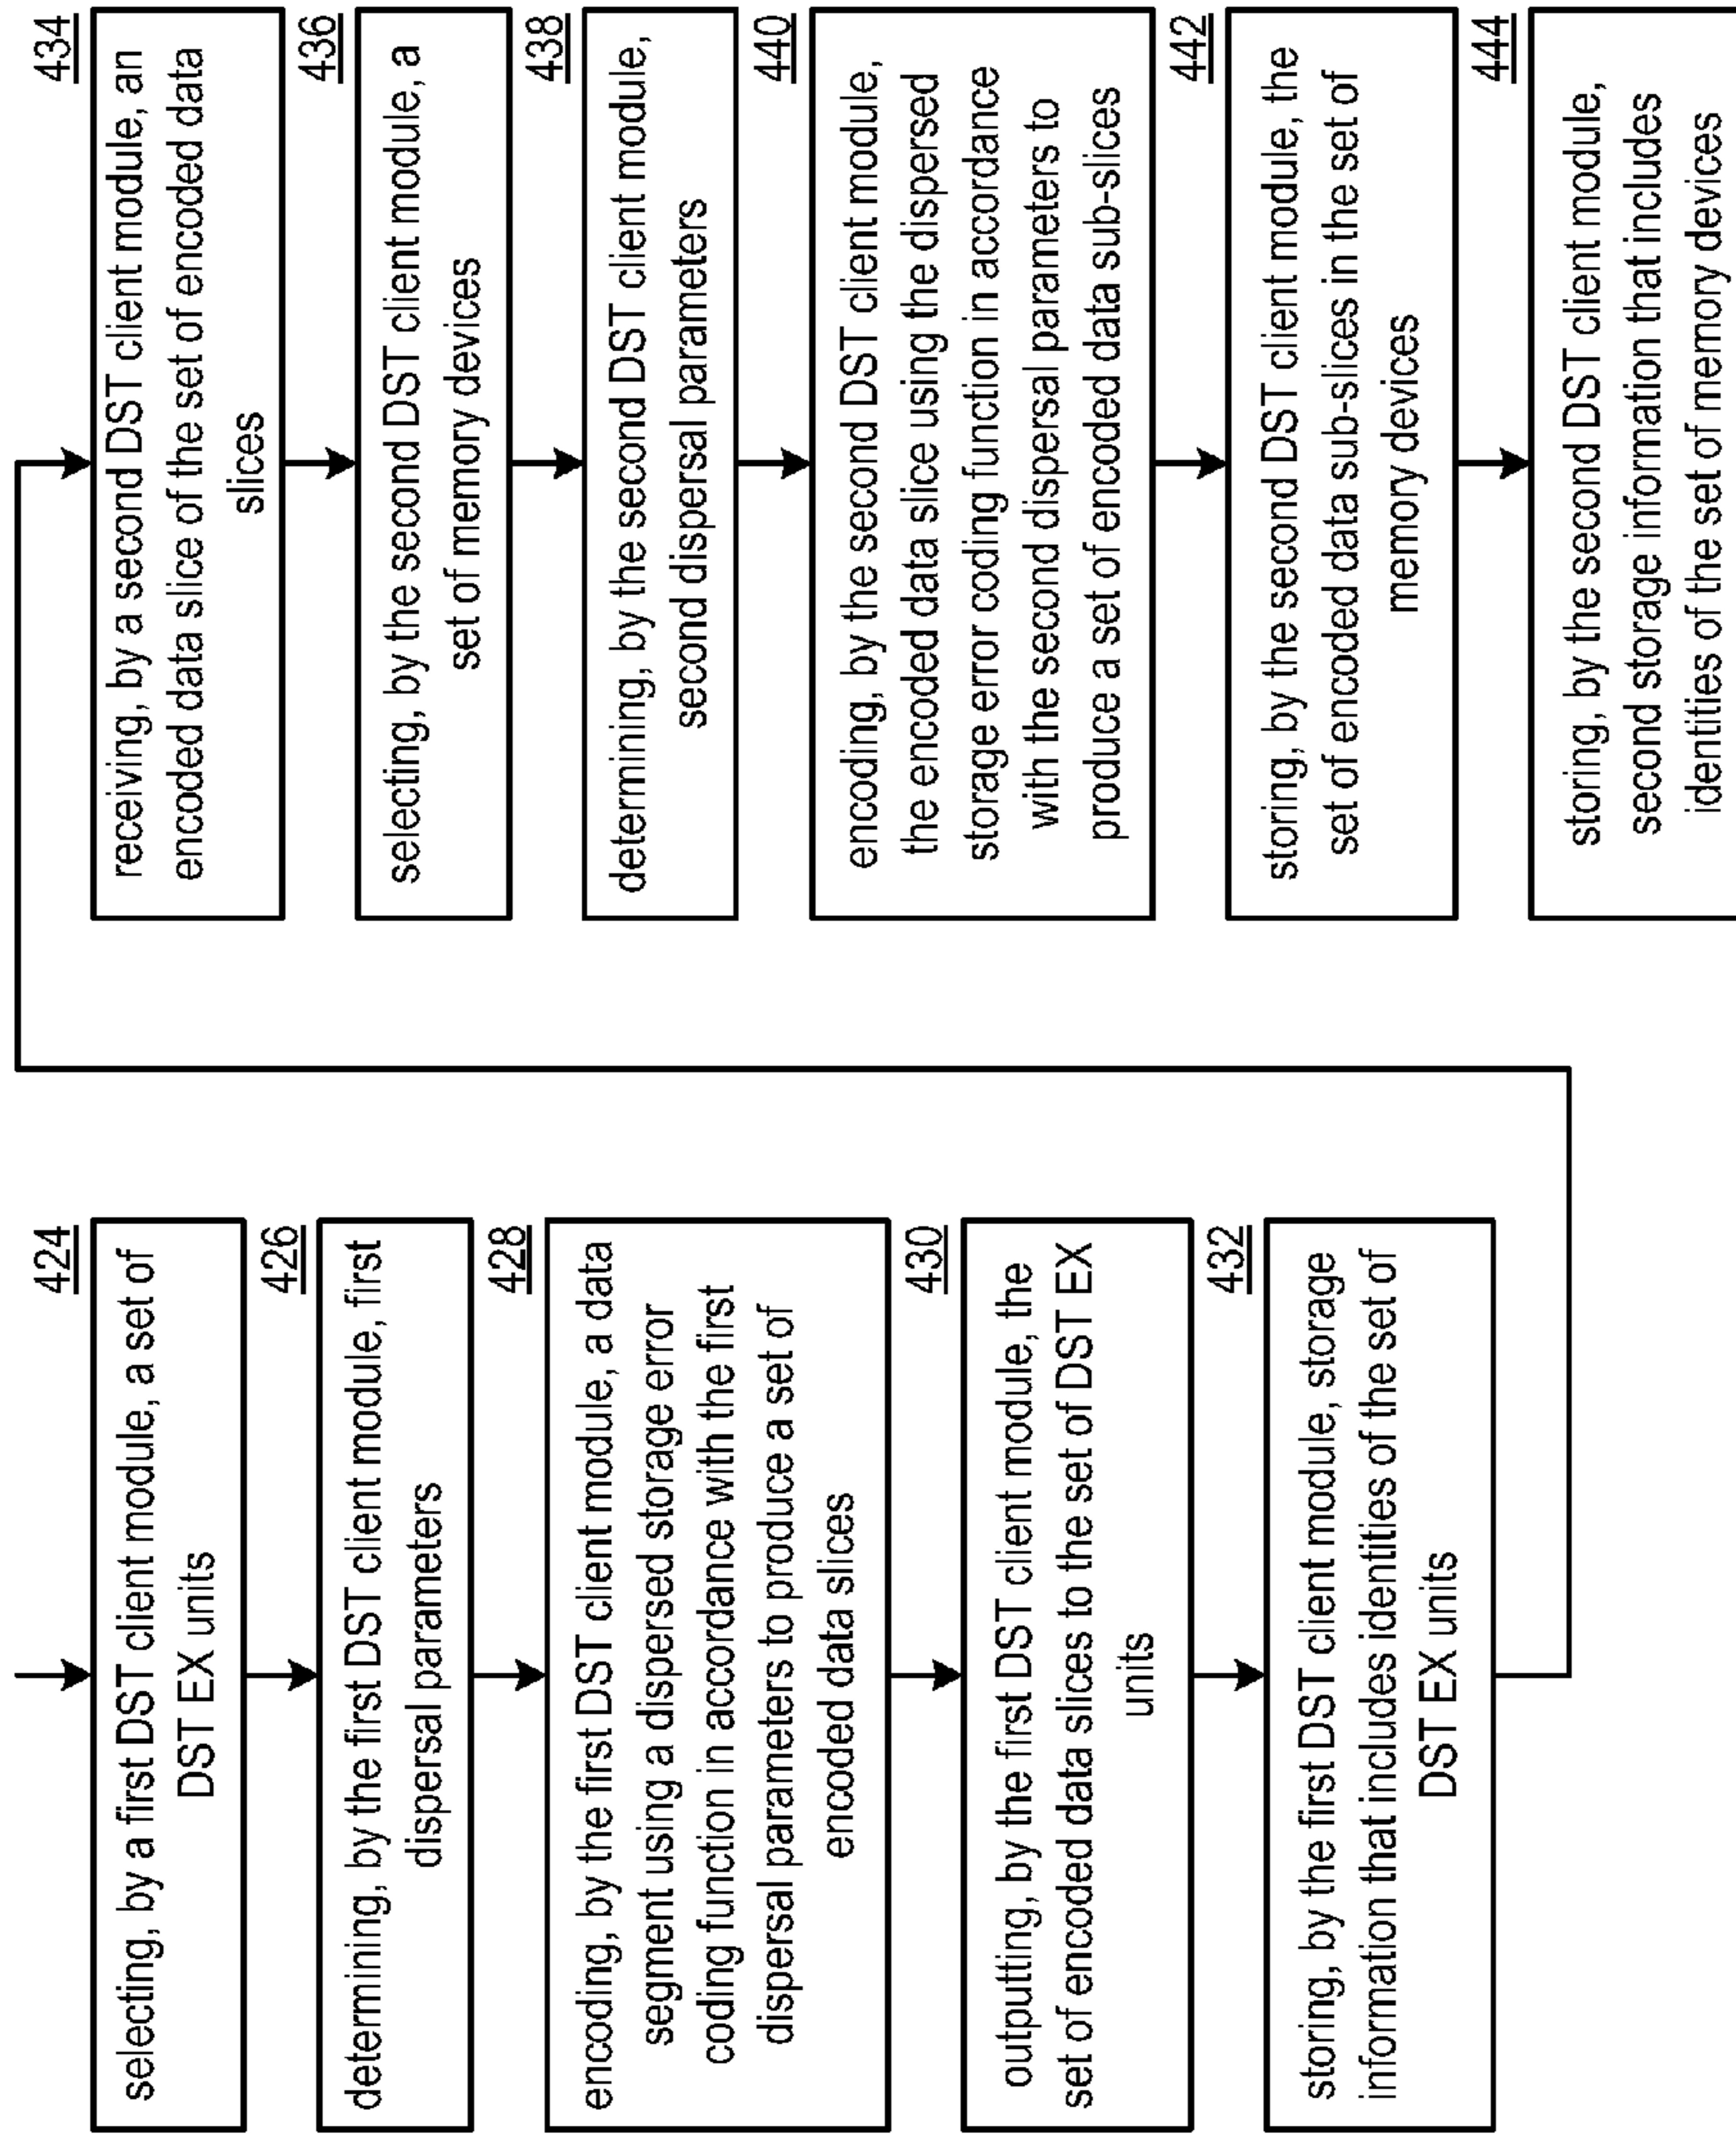 424
selecting, by a first DST client module, a set of
DST EX units
426
determining, by the first DST client module, first
dispersal parameters
428
encoding, by the first DST client module, a data
segment using a dispersed storage error
coding function in accordance with the first
dispersal parameters to produce a set of
encoded data slices
430
outputting, by the first DST client module, the
set of encoded data slices to the set of DST EX
units
432
storing, by the first DST client module, storage
information that includes identities of the set of
DST EX units
434
receiving, by a second DST client module, an
encoded data slice of the set of encoded data
slices
436
selecting, by the second DST client module, a
set of memory devices
438
determining, by the second DST client module,
second dispersal parameters
440
encoding, by the second DST client module,
the encoded data slice using the dispersed
storage error coding function in accordance
with the second dispersal parameters to
produce a set of encoded data sub-slices
442
storing, by the second DST client module, the
set of encoded data sub-slices in the set of
memory devices
444
storing, by the second DST client module,
second storage information that includes
identities of the set of memory devices